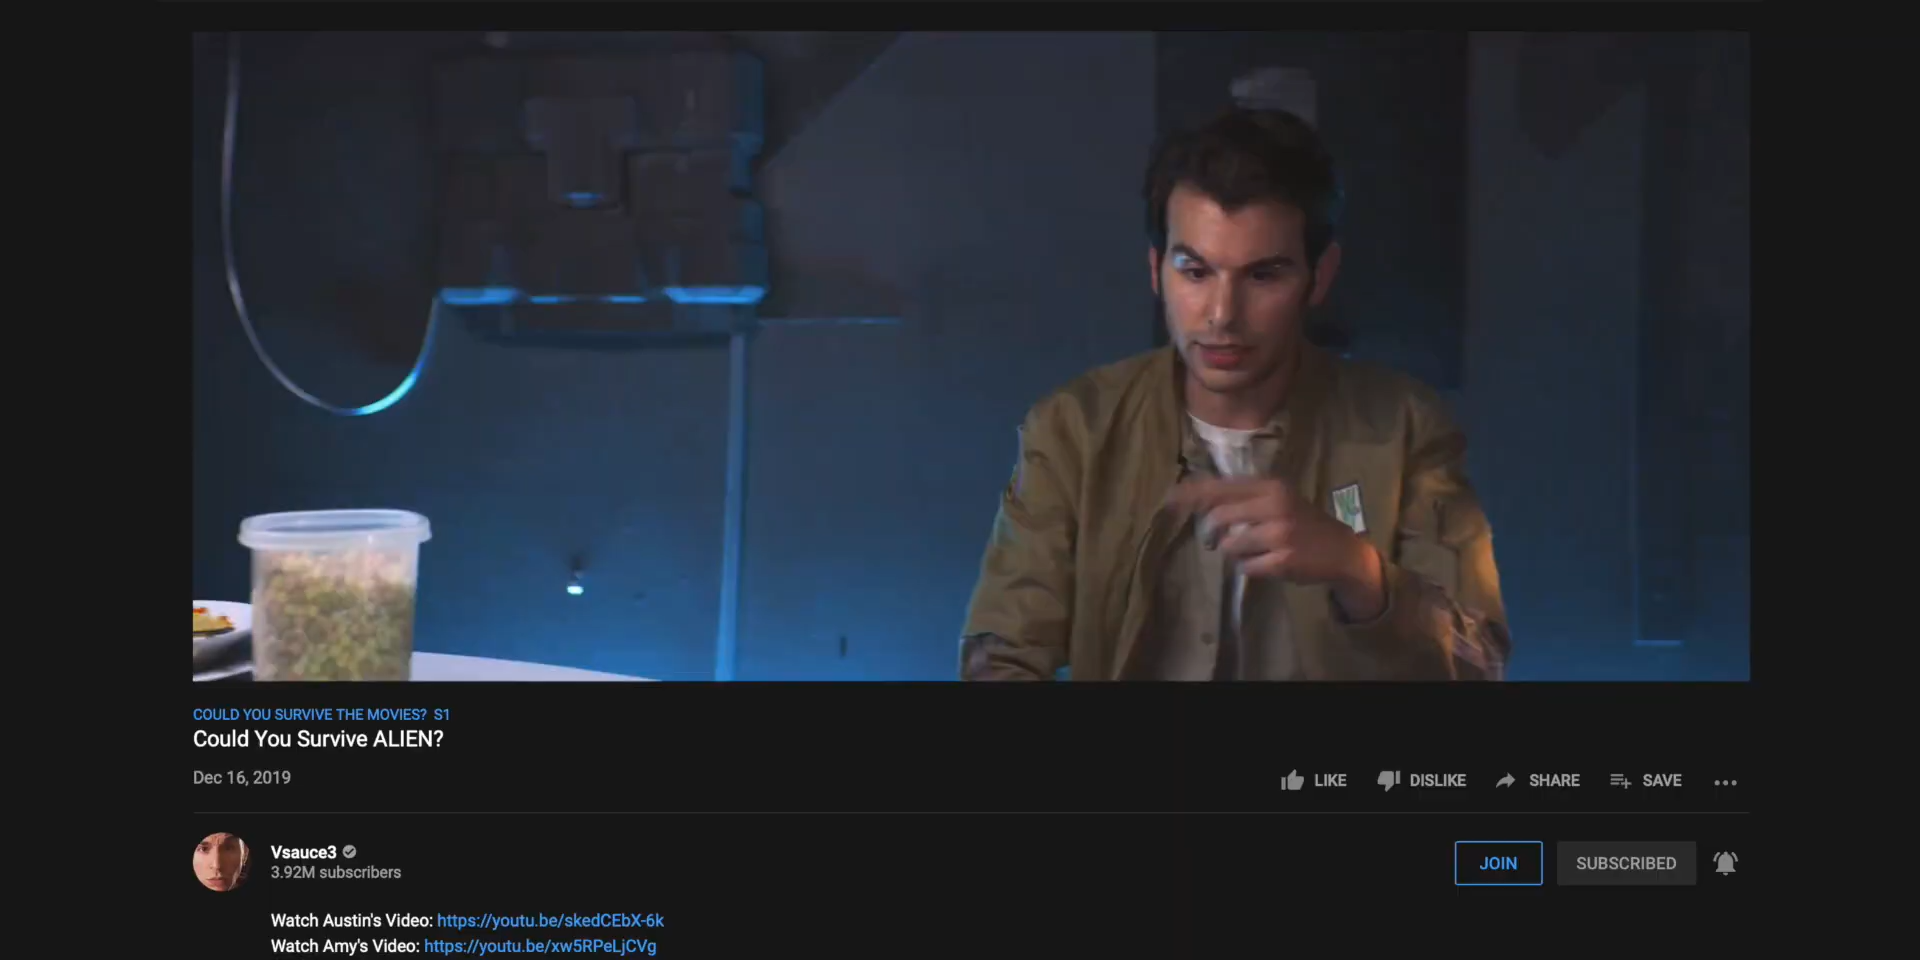 COULD YOU SURVIVE THE MOVIES? S1
Could You Survive ALIEN?
Dec 16, 2019
LIKE DISLIKE SHARE SAVE
Vsauce3
3.92M subscribers
JOIN SUBSCRIBED
Watch Austin's Video: https://youtu.be/skedCEbX-6k
Watch Amy's Video: https://youtu.be/xw5RPeLjCVg